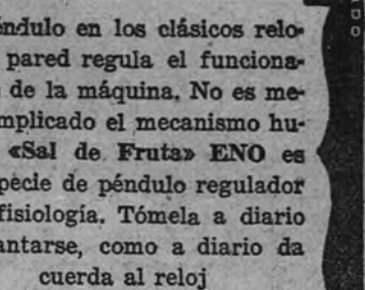 éndulo en los clásicos relo-
pared regula el funciona-
de la máquina. No es me-
mplicado el mecanismo hu-
«Sal de Fruta» ENO es
pecie de péndulo regulador
fisiología. Tómela a diario
antarse, como a diario da
cuerda al reloj